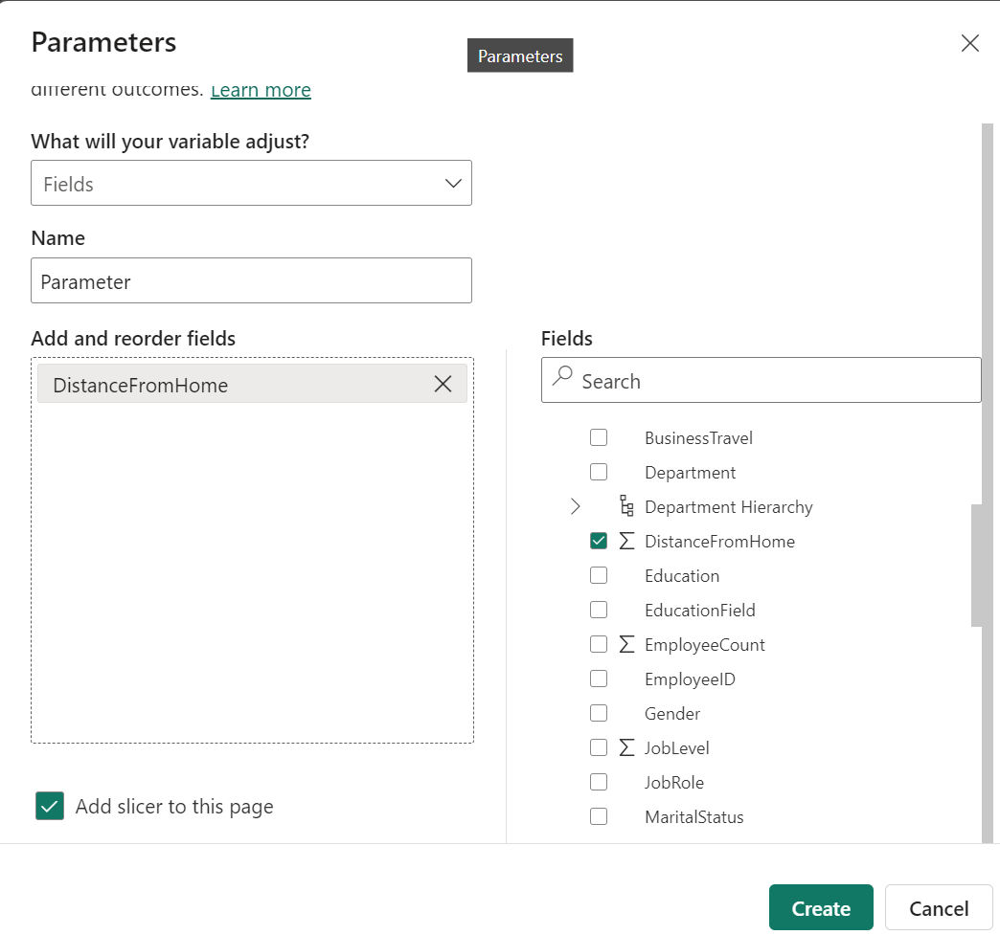 Parameters
Parameters
different outcomes. Learn more
What will your variable adjust?
Fields
Name
Parameter
Add and reorder fields
DistanceFromHome
Add slicer to this page
Fields
Search
BusinessTravel
Department
Department Hierarchy
DistanceFromHome
Education
EducationField
EmployeeCount
EmployeeID
Gender
JobLevel
JobRole
MaritalStatus
Create
Cancel